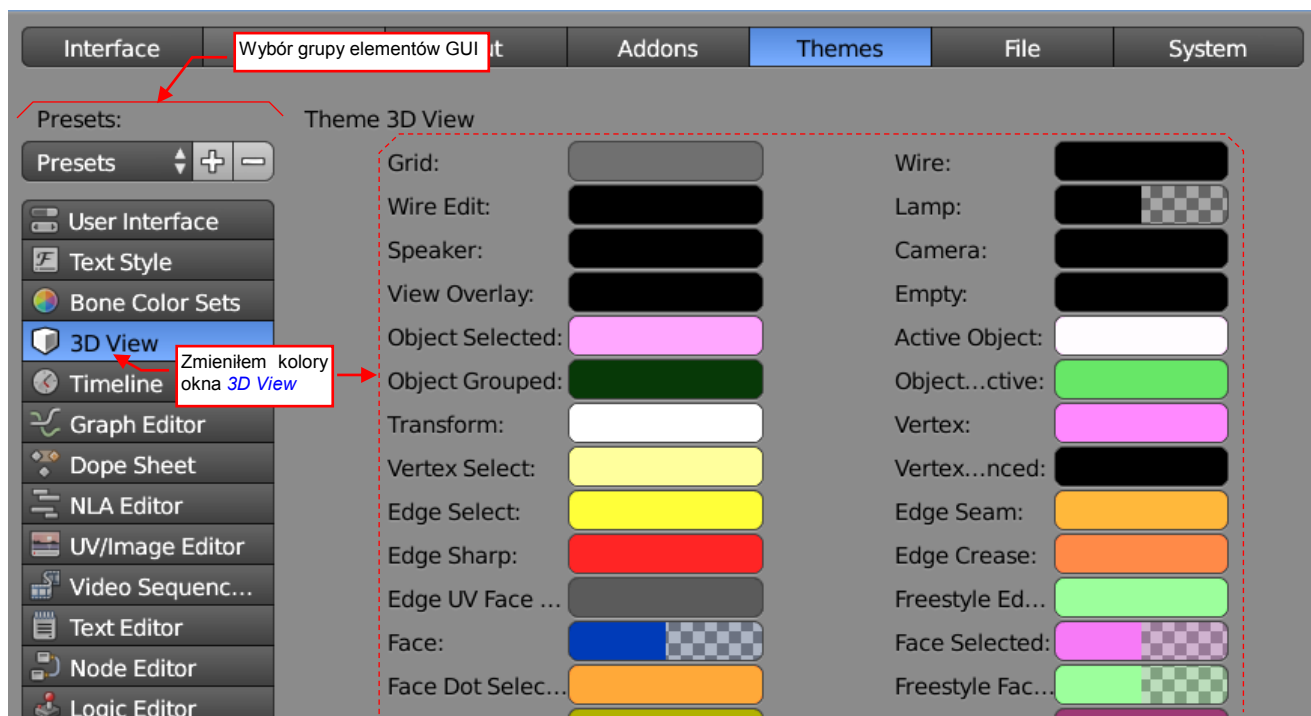 Interface
Wybór grupy elementów GUI
ut
Addons
Themes
File
System
Presets:
Presets
User Interface
Text Style
Bone Color Sets
3D View
Zmieniłem kolory
okna 3D View
Timeline
Graph Editor
Dope Sheet
NLA Editor
UV/Image Editor
Video Sequenc...
Text Editor
Node Editor
Logic Editor
Theme 3D View
Grid:
Wire:
Wire Edit:
Lamp:
Speaker:
Camera:
View Overlay:
Empty:
Object Selected:
Active Object:
Object Grouped:
Object...ctive:
Transform:
Vertex:
Vertex Select:
Vertex...nced:
Edge Select:
Edge Seam:
Edge Sharp:
Edge Crease:
Edge UV Face ...
Freestyle Ed...
Face:
Face Selected:
Face Dot Selec...
Freestyle Fac...